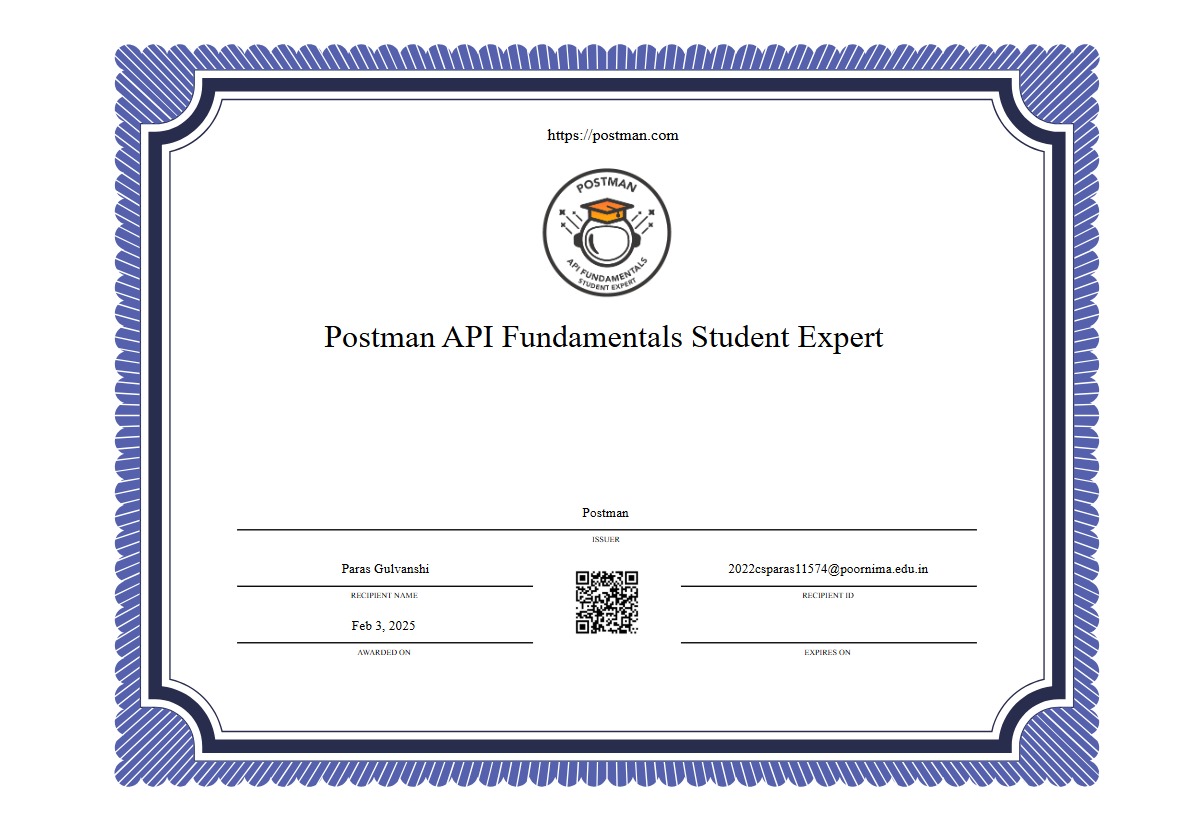 https://postman.com
POSTMAN
API FUNDAMENTALS
STUDENT EXPERT
Postman API Fundamentals Student Expert
Postman
ISSUER
Paras Gulvanshi
2022csparas11574@poornima.edu.in
RECIPIENT NAME
RECIPIENT ID
Feb 3, 2025
AWARDED ON
EXPIRES ON